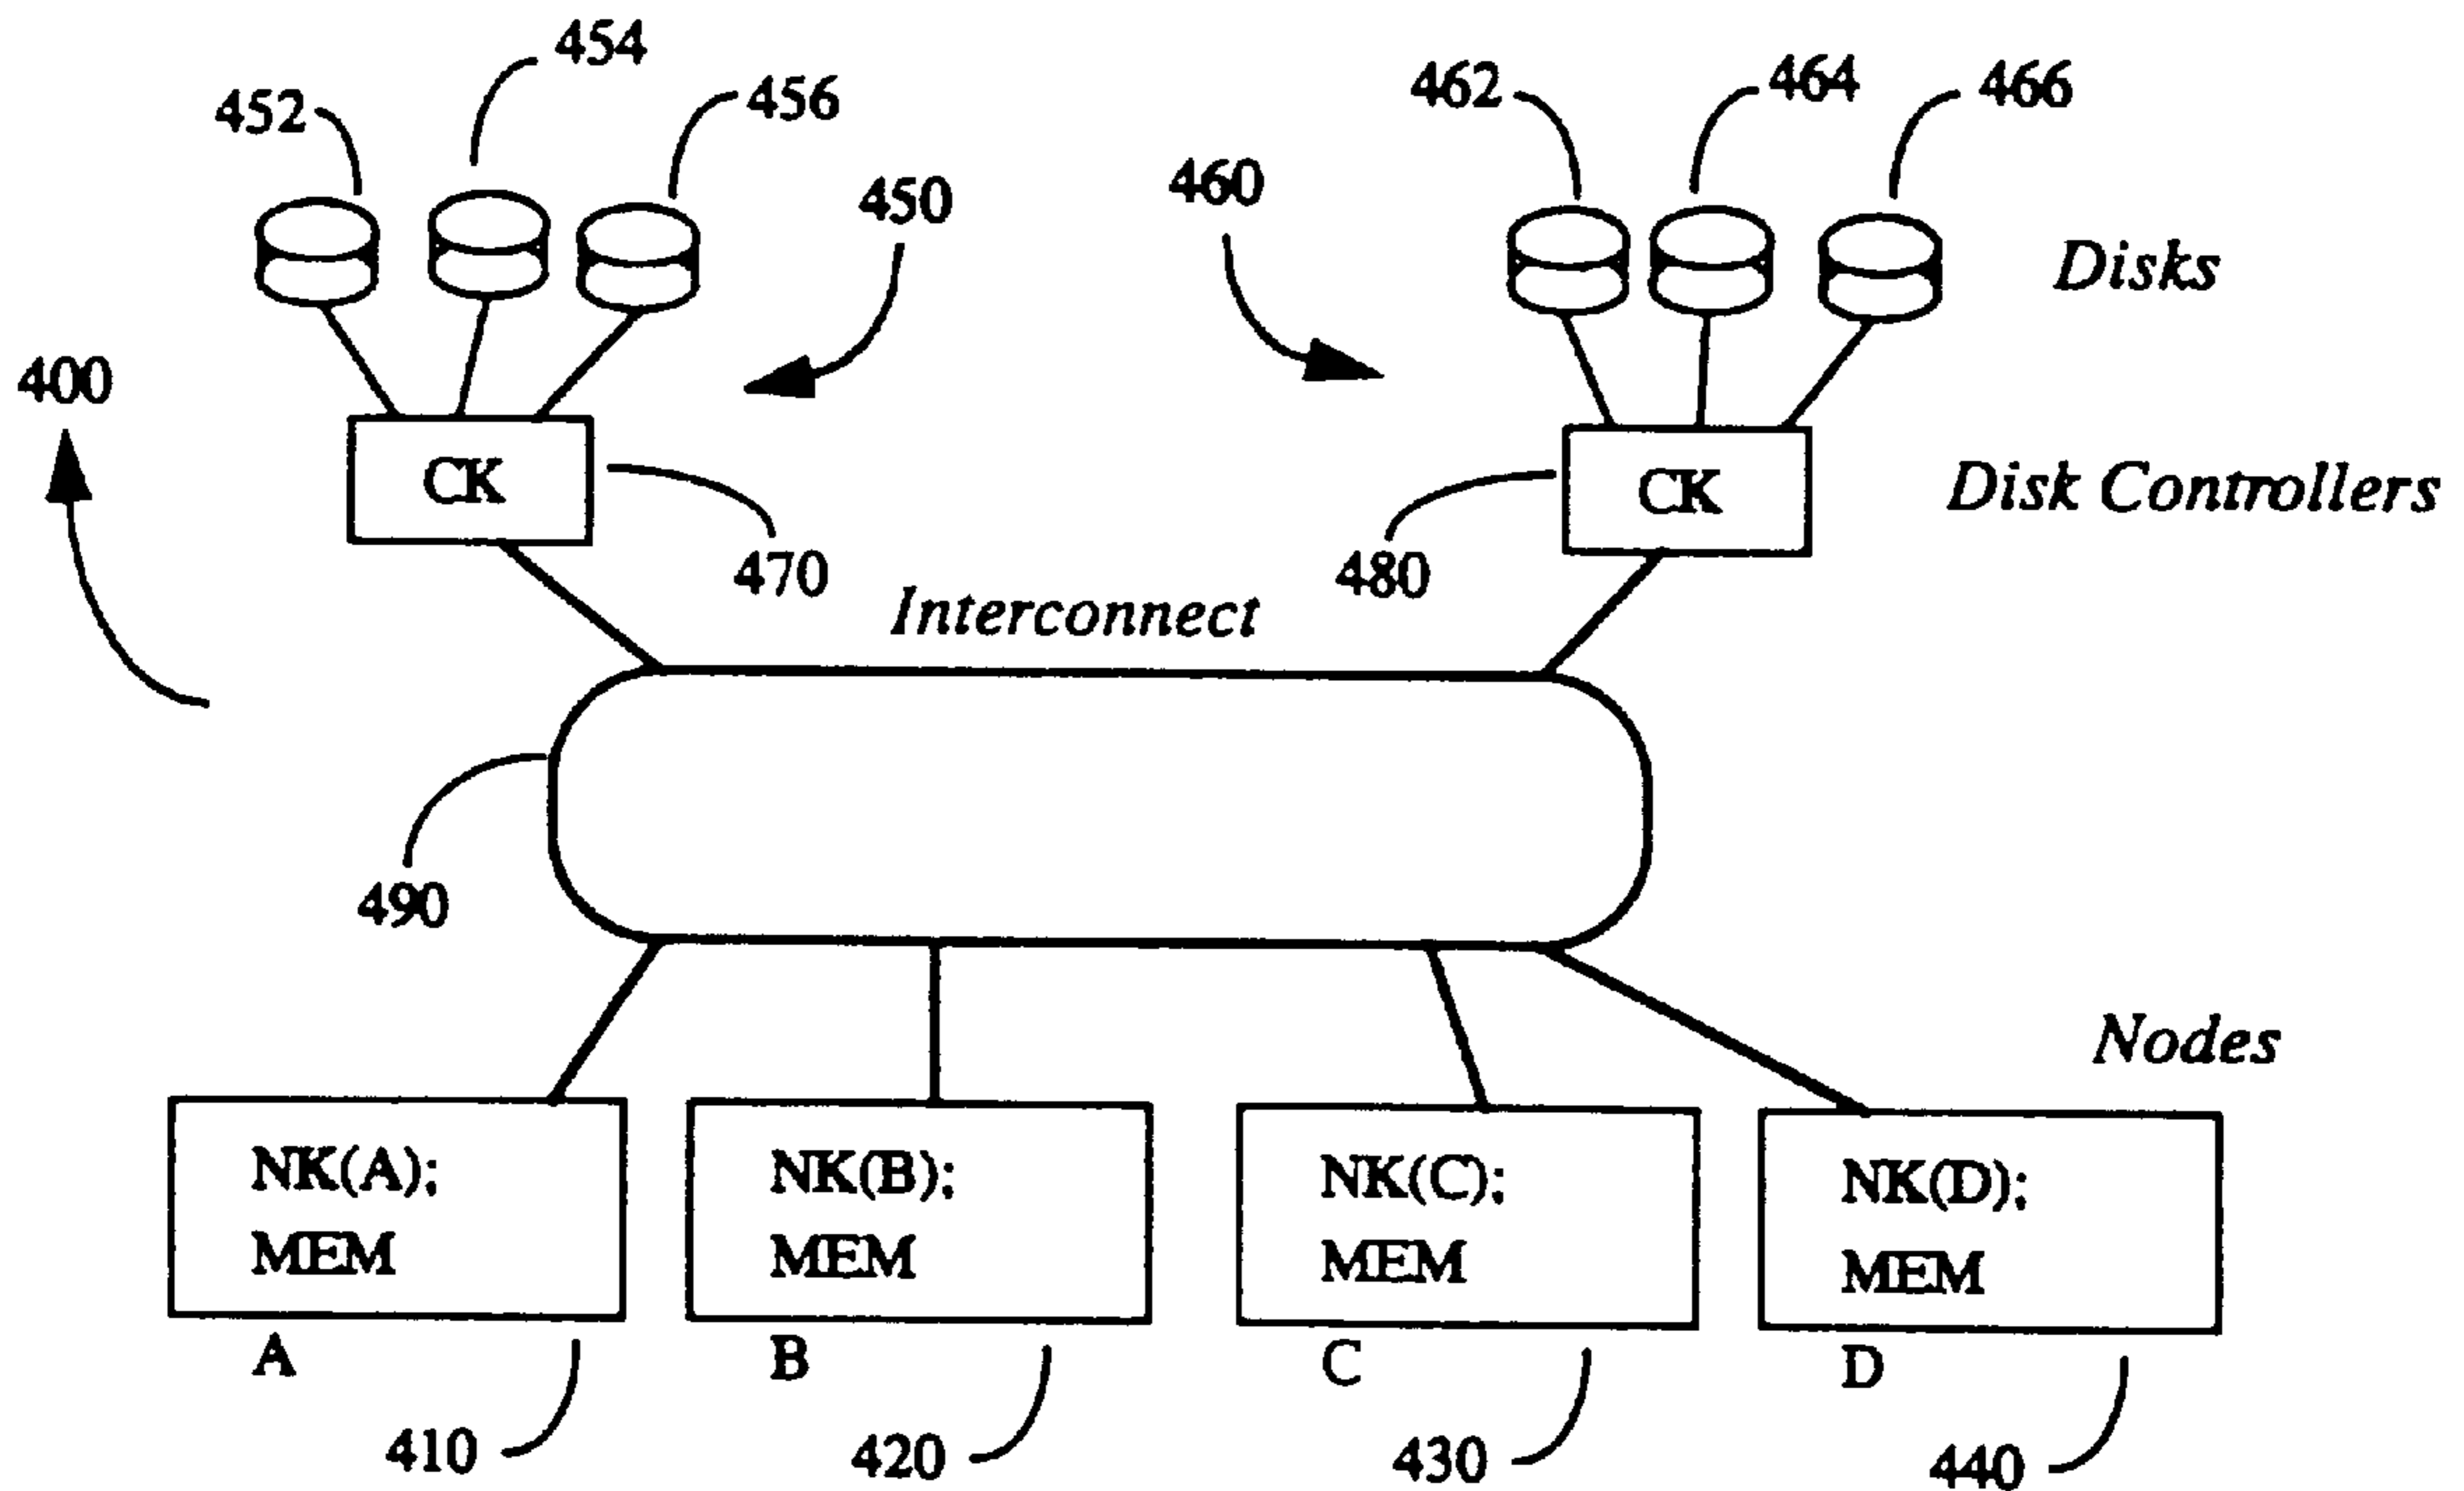 454
452
456
462
464
466
450
460
Disks
400
CK
CK
Disk Controllers
470
480
Interconnect
490
Nodes
NK(A);
MEM
NK(B);
MEM
NK(C);
MEM
NK(D);
MEM
A
B
C
D
410
420
430
440